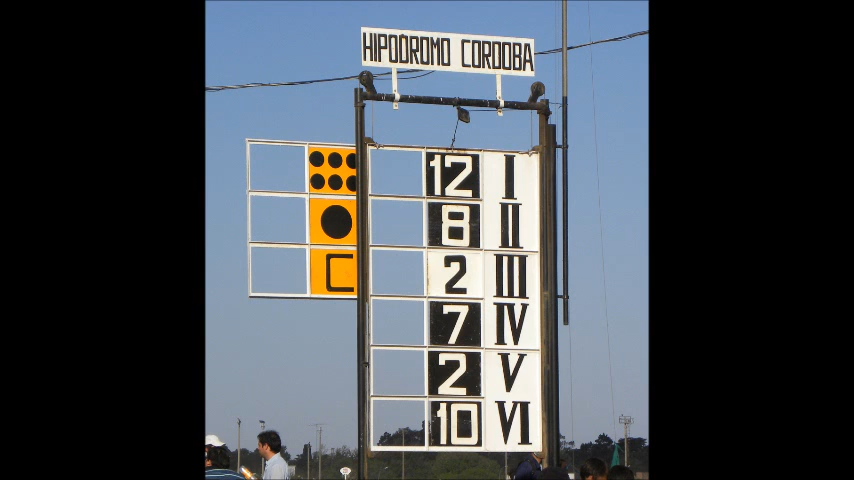 HIPODROMO CORDOBA
12 I
8 II
C 2 III
7 IV
2 V
10 VI